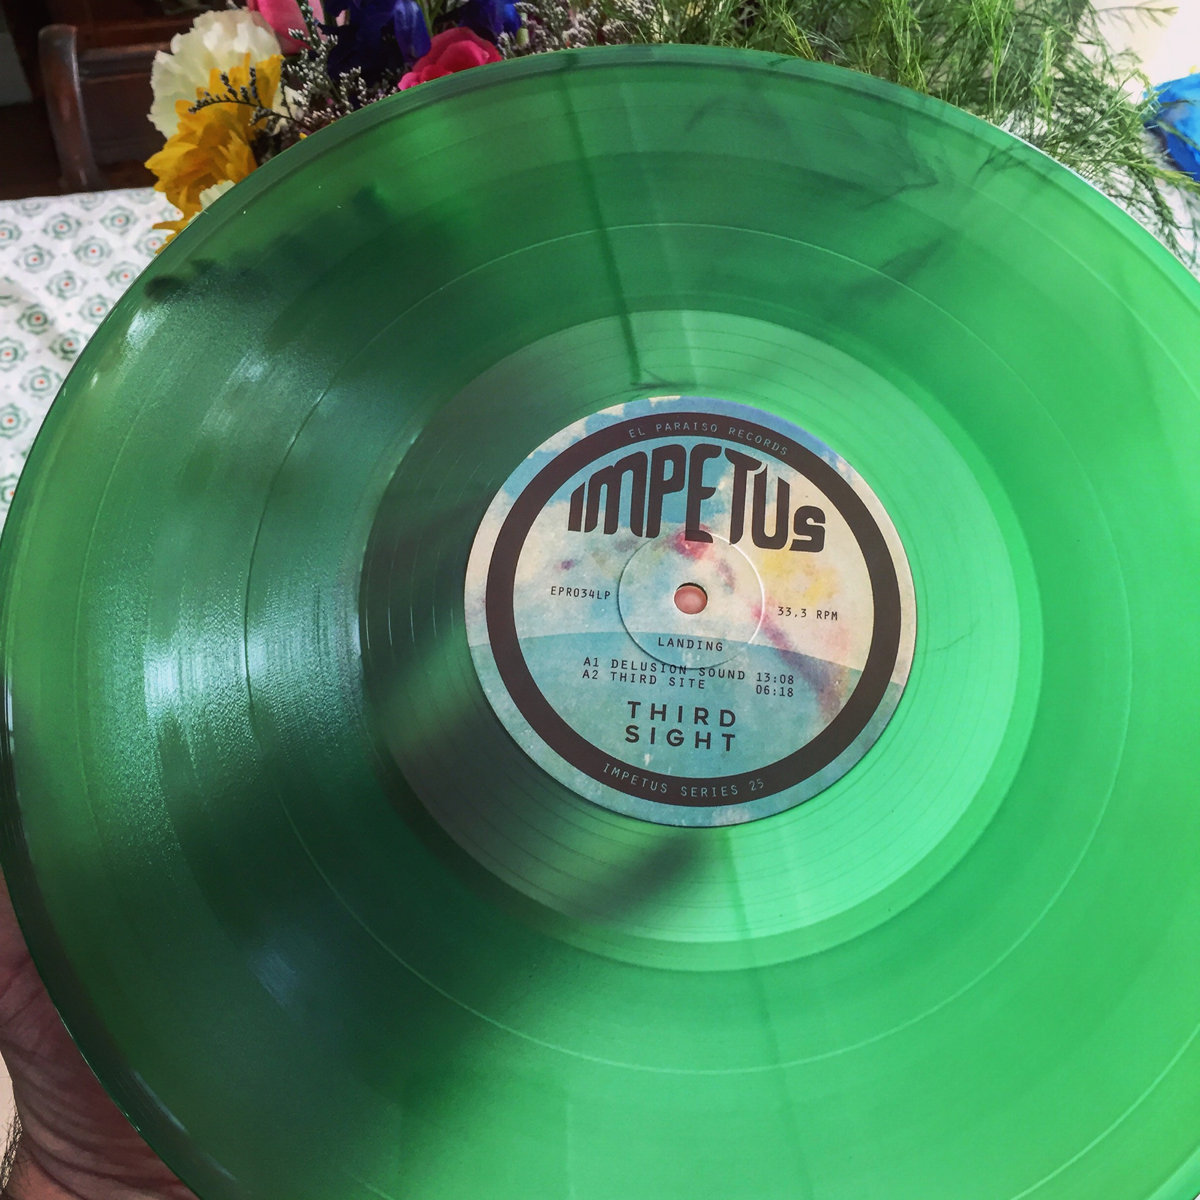 EL PARAISO RECORDS
IMPETUS
EPR034LP
33,3 RPM
LANDING
A1 DELUSION SOUND 13:08
A2 THIRD SITE 06:18
THIRD
SIGHT
IMPETUS SERIES 25